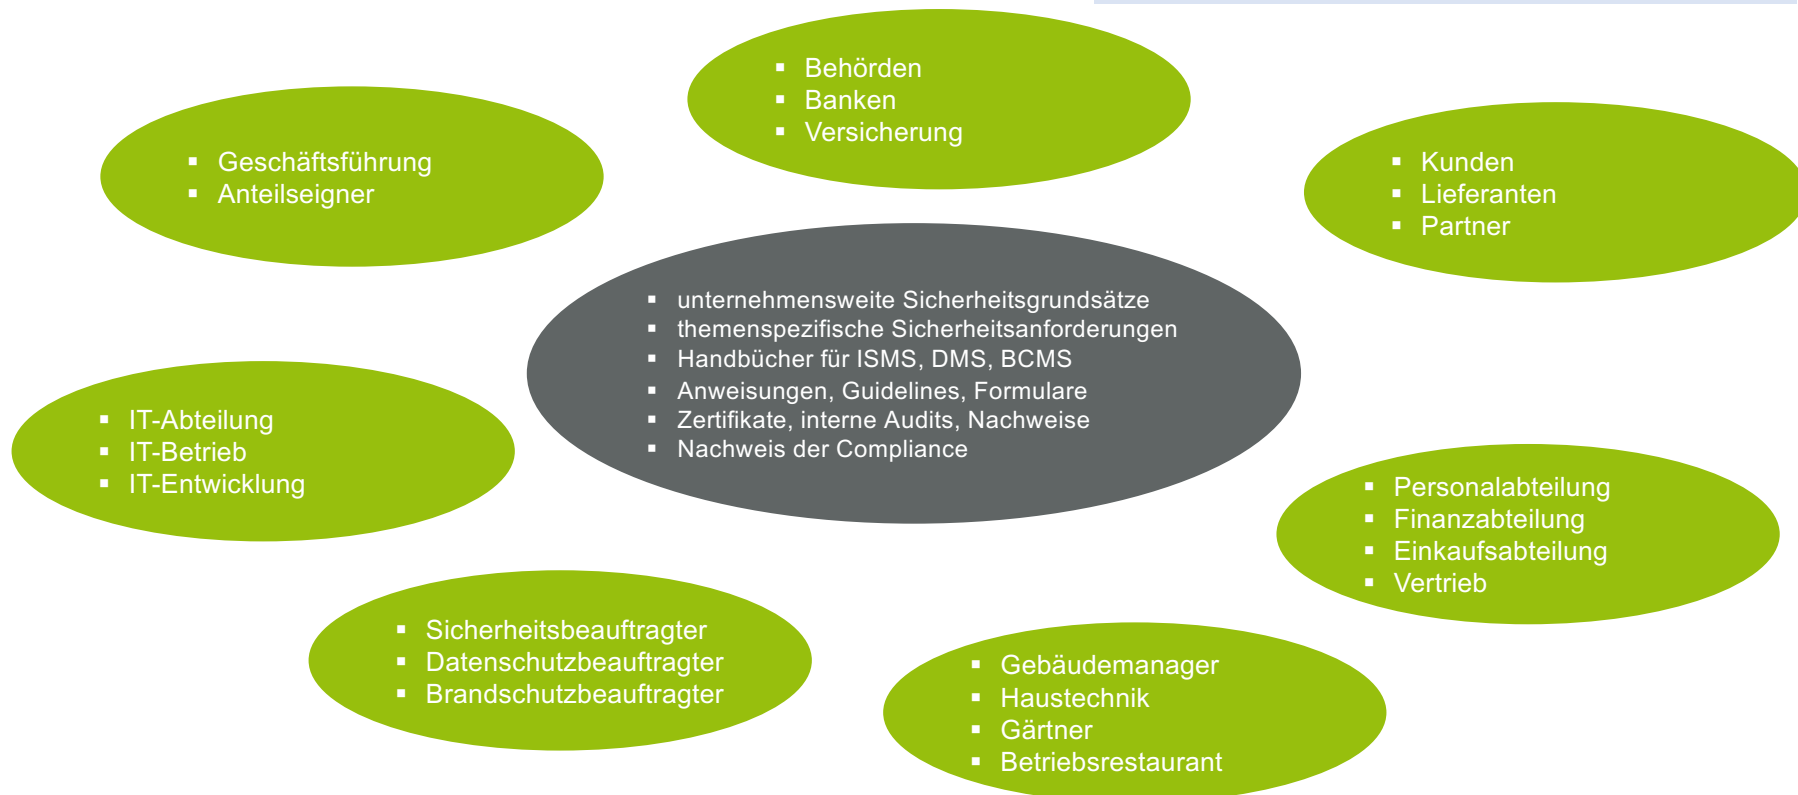 ▪ Behörden
▪ Banken
▪ Versicherung
▪ Geschäftsführung
▪ Anteilseigner
▪ Kunden
▪ Lieferanten
▪ Partner
▪ unternehmensweite Sicherheitsgrundsätze
▪ themenspezifische Sicherheitsanforderungen
▪ Handbücher für ISMS, DMS, BCMS
▪ Anweisungen, Guidelines, Formulare
▪ Zertifikate, interne Audits, Nachweise
▪ Nachweis der Compliance
▪ IT-Abteilung
▪ IT-Betrieb
▪ IT-Entwicklung
▪ Personalabteilung
▪ Finanzabteilung
▪ Einkaufsabteilung
▪ Vertrieb
▪ Sicherheitsbeauftragter
▪ Datenschutzbeauftragter
▪ Brandschutzbeauftragter
▪ Gebäudemanager
▪ Haustechnik
▪ Gärtner
▪ Betriebsrestaurant